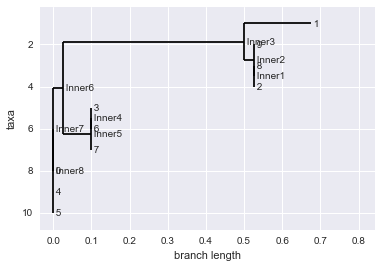 1
Inner3
9
2
Inner2
8
Inner1
4
Inner6
2
3
Inner4
taxa
6
Inner7
6
Inner5
7
8
0
Inner8
4
10
5
0.0 0.1 0.2 0.3 0.4 0.5 0.6 0.7 0.8
branch length